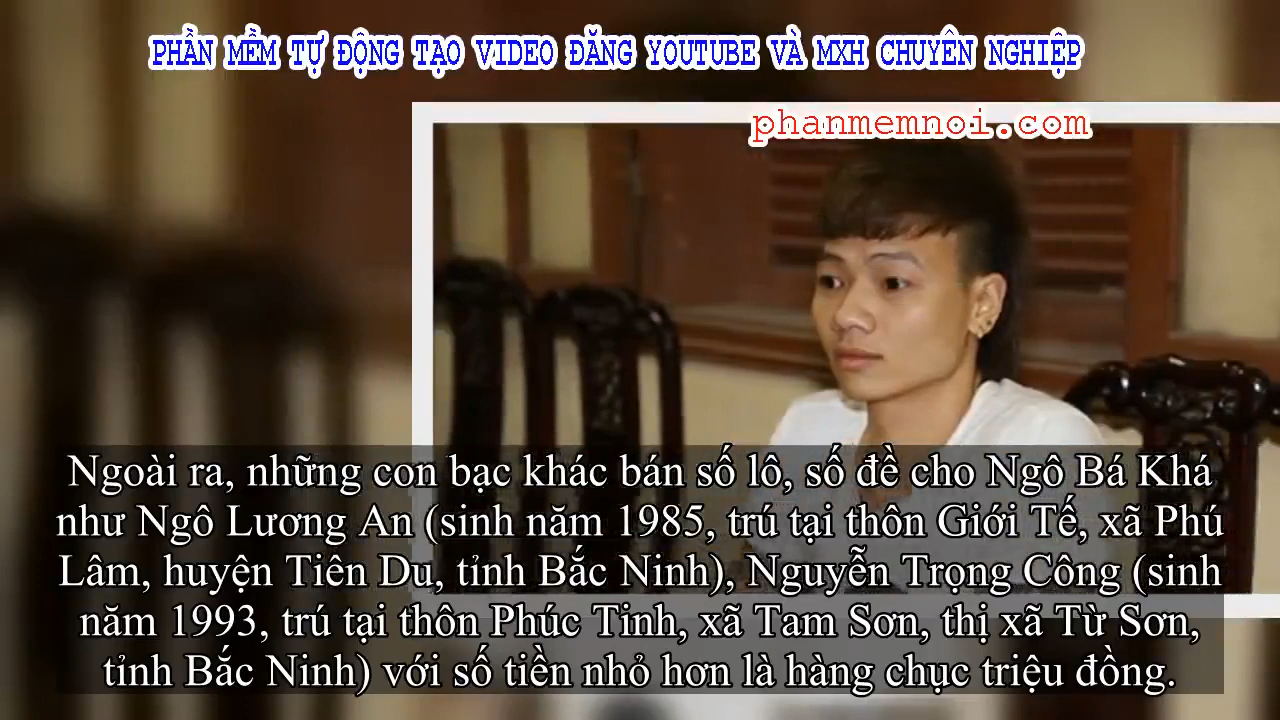 PHẦN MỀM TỰ ĐỘNG TẠO VIDEO ĐĂNG YOUTUBE VÀ MXH CHUYÊN NGHIỆP
phanmemnoi.com
Ngoài ra, những con bạc khác bán số lô, số đề cho Ngô Bá Khá
như Ngô Lương An (sinh năm 1985, trú tại thôn Giới Tế, xã Phú
Lâm, huyện Tiên Du, tỉnh Bắc Ninh), Nguyễn Trọng Công (sinh
năm 1993, trú tại thôn Phúc Tinh, xã Tam Sơn, thị xã Từ Sơn,
tỉnh Bắc Ninh) với số tiền nhỏ hơn là hàng chục triệu đồng.